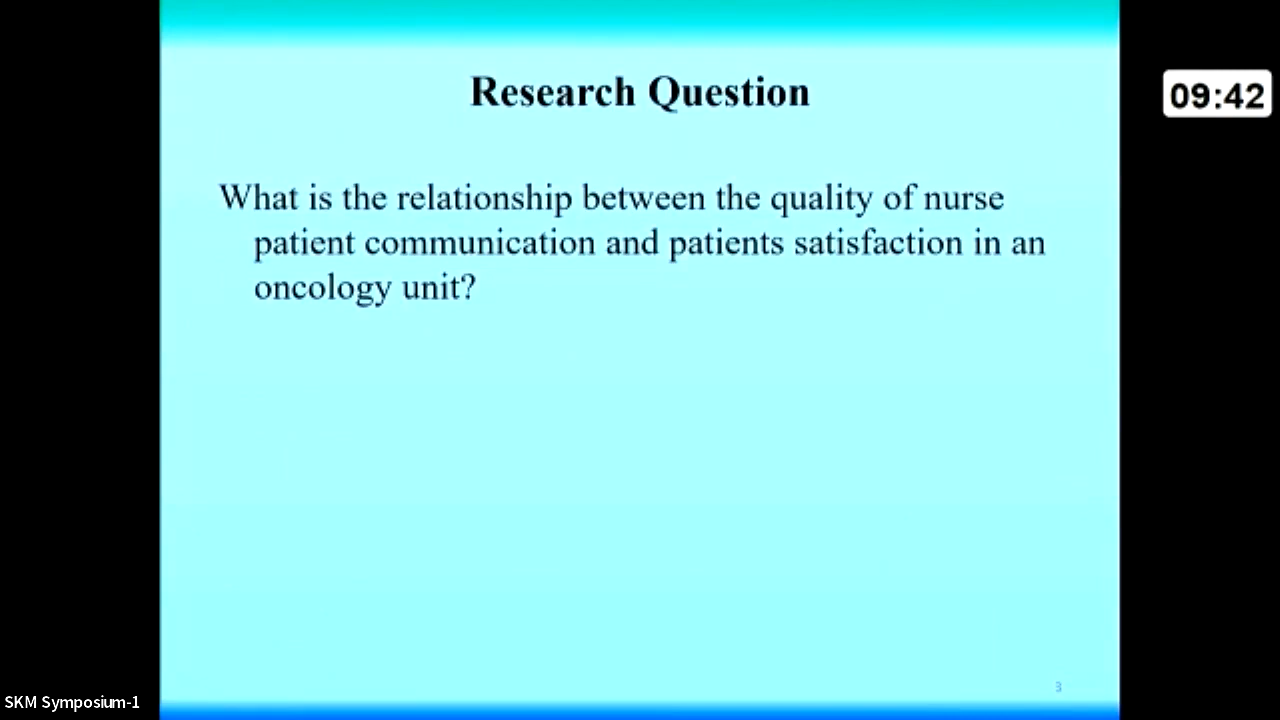 Research Question
09:42
What is the relationship between the quality of nurse
patient communication and patients satisfaction in an
oncology unit?
3
SKM Symposium-1